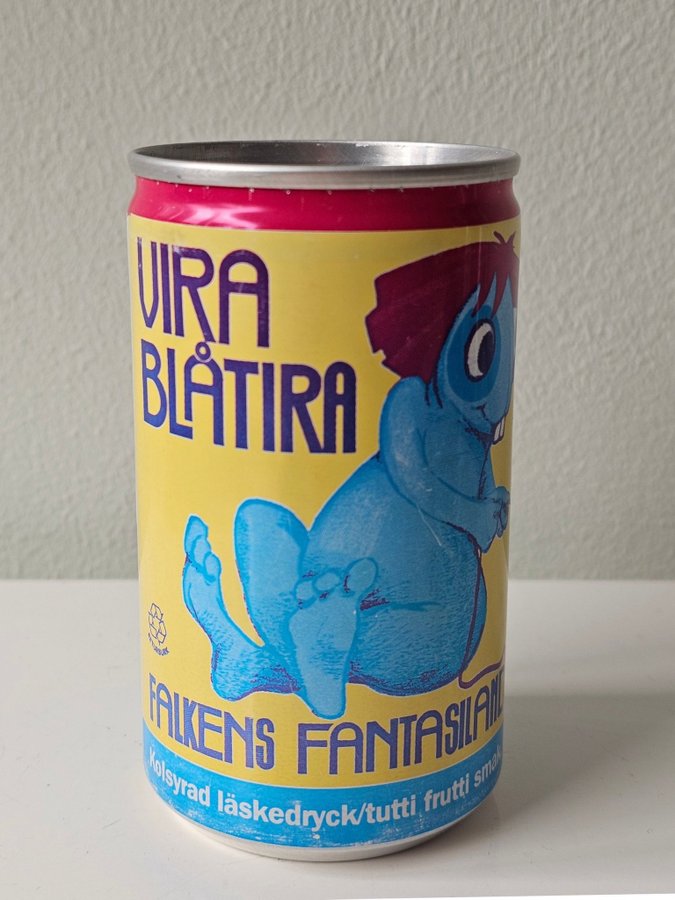 VIRA
BLÅTIRA
FALKENS FANTASILAND
Kolsyrad läskedryck/tutti frutti smak